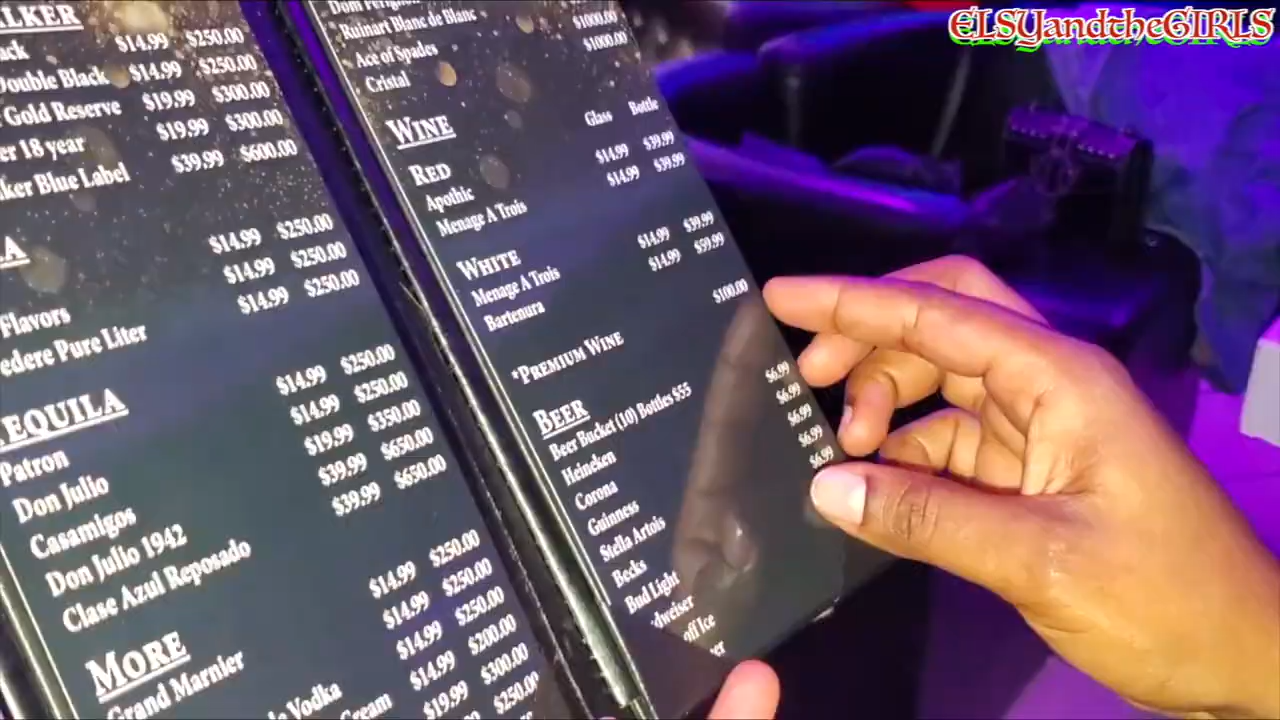 ELSYandtheGIRLS
ALKER
ack $14.99 $250.00
Double Black $14.99 $250.00
Gold Reserve $19.99 $300.00
er 18 year $19.99 $300.00
ker Blue Label $39.99 $600.00
A
$14.99 $250.00
Flavors $14.99 $250.00
edere Pure Liter $14.99 $250.00
TEQUILA
Patron $14.99 $250.00
Don Julio $14.99 $250.00
Casamigos $19.99 $350.00
Don Julio 1942 $39.99 $650.00
Clase Azul Reposado $39.99 $650.00
MORE
Grand Marnier $14.99 $250.00
$14.99 $250.00
Vodka $14.99 $250.00
Cream $14.99 $200.00
$19.99 $300.00
$250.00
Ruinart Blanc de Blanc
Ace of Spades $1000.00
Cristal $1000.00
WINE Glass Bottle
RED
Apothic $14.99 $39.99
Menage A Trois $14.99 $39.99
WHITE
Menage A Trois $14.99 $39.99
Bartenura $14.99 $59.99
*PREMIUM WINE $100.00
BEER
Beer Bucket (10) Bottles $55
Heineken $6.99
Corona $6.99
Guinness $6.99
Stella Artois $6.99
Becks $6.99
Bud Light
dweiser
off Ice
er